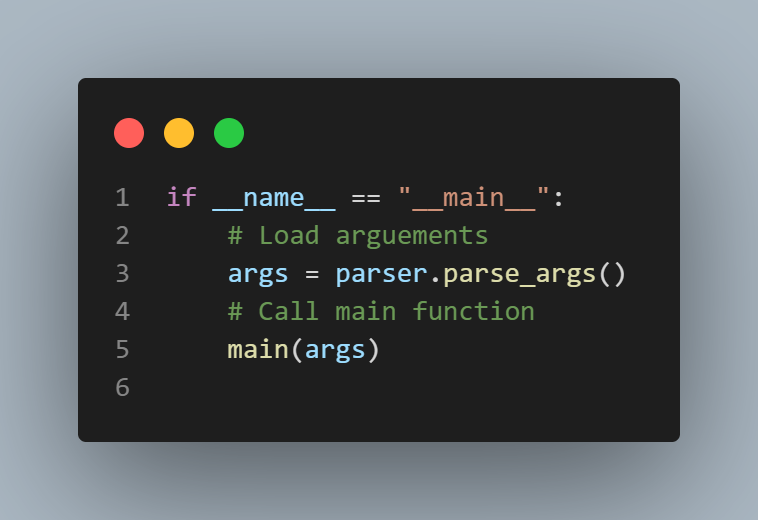 1 if __name__ == "__main__":
2     # Load arguements
3     args = parser.parse_args()
4     # Call main function
5     main(args)
6